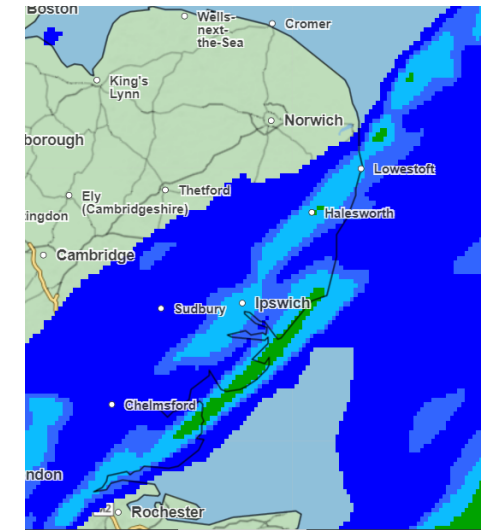 Boston
Wells-
next-
the-Sea
Cromer
King's
Lynn
Norwich
borough
Lowestoft
Thetford
Ely
(Cambridgeshire)
tingdon
Halesworth
Cambridge
Sudbury
Ipswich
Chelmsford
ndon
Rochester